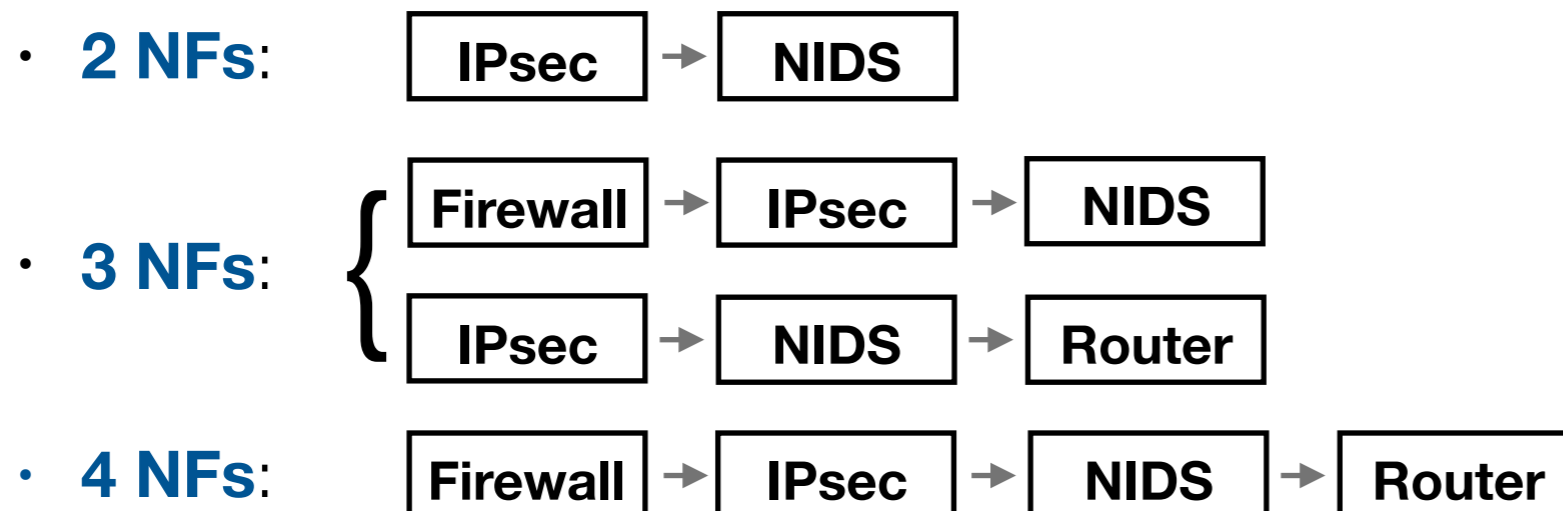 • 2 NFs: IPsec → NIDS
• 3 NFs: { Firewall → IPsec → NIDS
IPsec → NIDS → Router
• 4 NFs: Firewall → IPsec → NIDS → Router